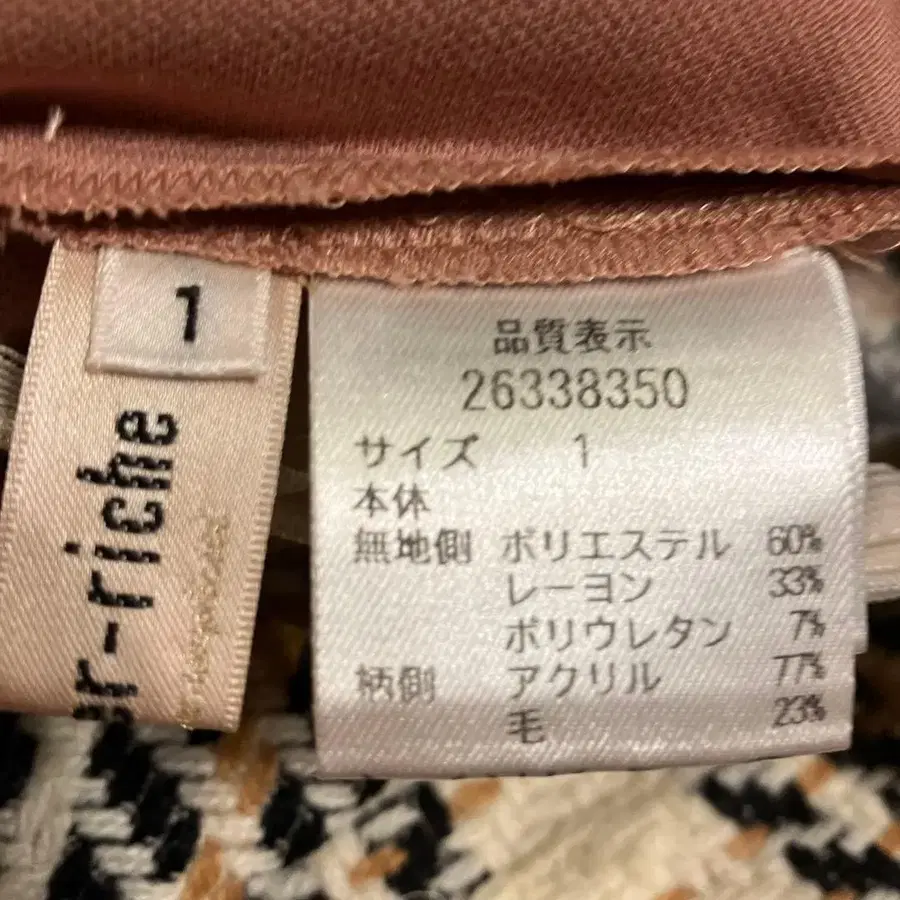 1
er-riche
品質表示
26338350
サイズ 1
本体
無地側 ポリエステル 60%
レーヨン 33%
ポリウレタン 7%
柄側 アクリル 77%
毛 23%